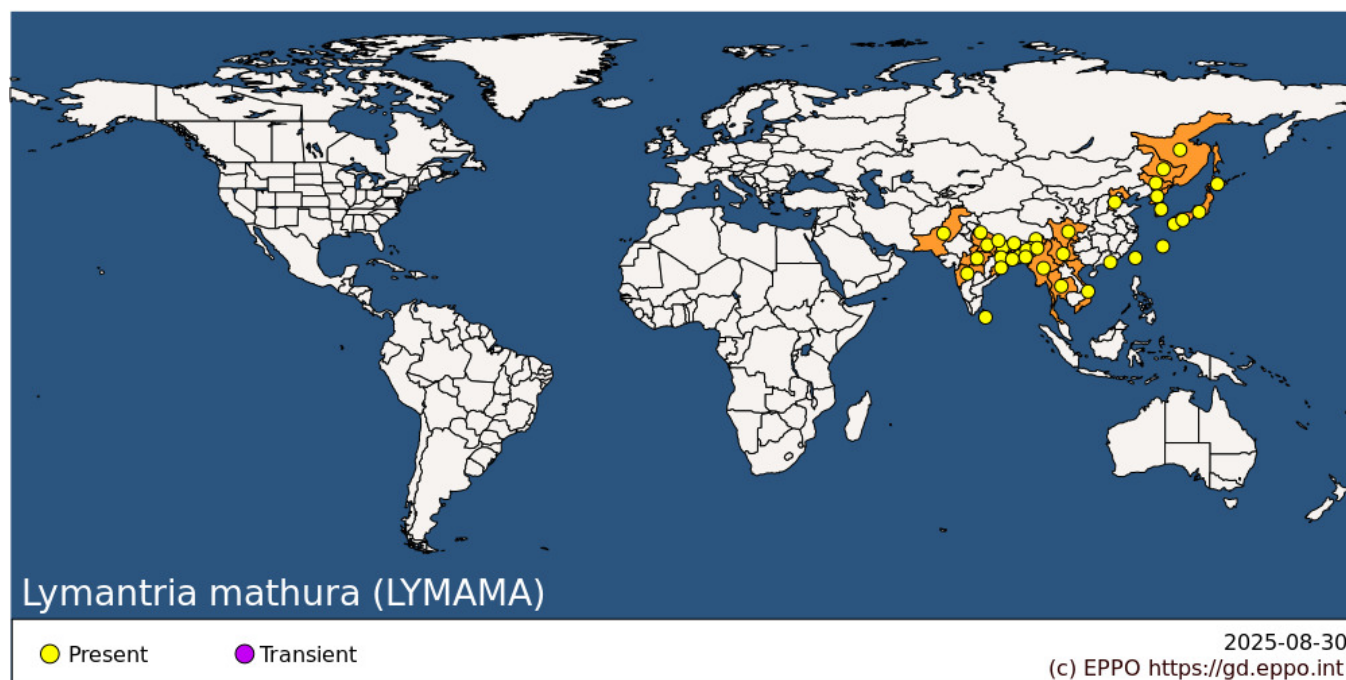 Lymantria mathura (LYMAMA)
Present
Transient
2025-08-30
(c) EPPO https://gd.eppo.int